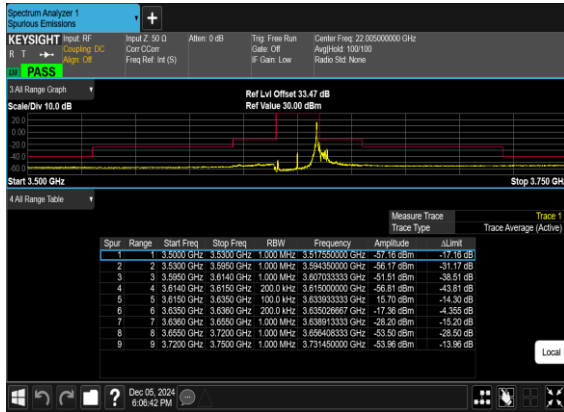 Spectrum Analyzer 1
Spurious Emissions
+
KEYSIGHT Input: RF Input Z: 50 Ω Atten: 0 dB Trig: Free Run Center Freq: 22.005000000 GHz
R T Coupling: DC Corr CCorr Gate: Off Avg|Hold: 100/100
Align: Off Freq Ref: Int (S) IF Gain: Low Radio Std: None
PASS
3 All Range Graph Ref Lvl Offset 33.47 dB
Scale/Div 10.0 dB Ref Value 30.00 dBm
20.0
0.00
-20.0
-40.0
-60.0
Start 3.500 GHz Stop 3.750 GHz
4 All Range Table
Measure Trace Trace 1
Trace Type Trace Average (Active)
Spur Range Start Freq Stop Freq RBW Frequency Amplitude ΔLimit
1 1 3.5000 GHz 3.5300 GHz 1.000 MHz 3.517550000 GHz -57.16 dBm -17.16 dB
2 2 3.5300 GHz 3.5950 GHz 1.000 MHz 3.594350000 GHz -56.17 dBm -31.17 dB
3 3 3.5950 GHz 3.6140 GHz 1.000 MHz 3.607033333 GHz -51.51 dBm -38.51 dB
4 4 3.6140 GHz 3.6150 GHz 200.0 kHz 3.615000000 GHz -56.81 dBm -43.81 dB
5 5 3.6150 GHz 3.6350 GHz 100.0 kHz 3.633933333 GHz 15.70 dBm -14.30 dB
6 6 3.6350 GHz 3.6360 GHz 200.0 kHz 3.635026667 GHz -17.36 dBm -4.355 dB
7 7 3.6360 GHz 3.6550 GHz 1.000 MHz 3.638913333 GHz -28.20 dBm -15.20 dB
8 8 3.6550 GHz 3.7200 GHz 1.000 MHz 3.656408333 GHz -53.50 dBm -28.50 dB
9 9 3.7200 GHz 3.7500 GHz 1.000 MHz 3.731450000 GHz -53.96 dBm -13.96 dB
Local
? Dec 05, 2024
6:06:42 PM